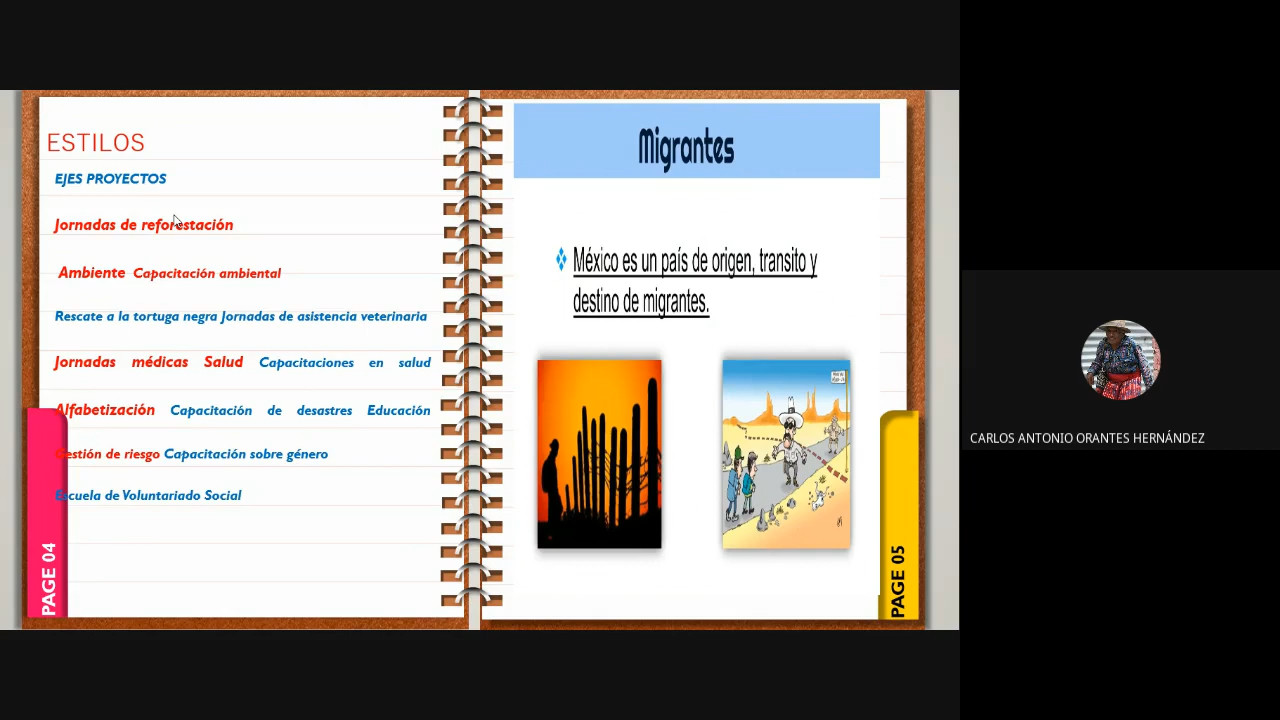 ESTILOS
EJES PROYECTOS
Jornadas de reforestación
Ambiente Capacitación ambiental
Rescate a la tortuga negra Jornadas de asistencia veterinaria
Jornadas médicas Salud Capacitaciones en salud
Alfabetización Capacitación de desastres Educación
Gestión de riesgo Capacitación sobre género
Escuela de Voluntariado Social
PAGE 04
Migrantes
México es un país de origen, transito y
destino de migrantes.
PAGE 05
CARLOS ANTONIO ORANTES HERNÁNDEZ